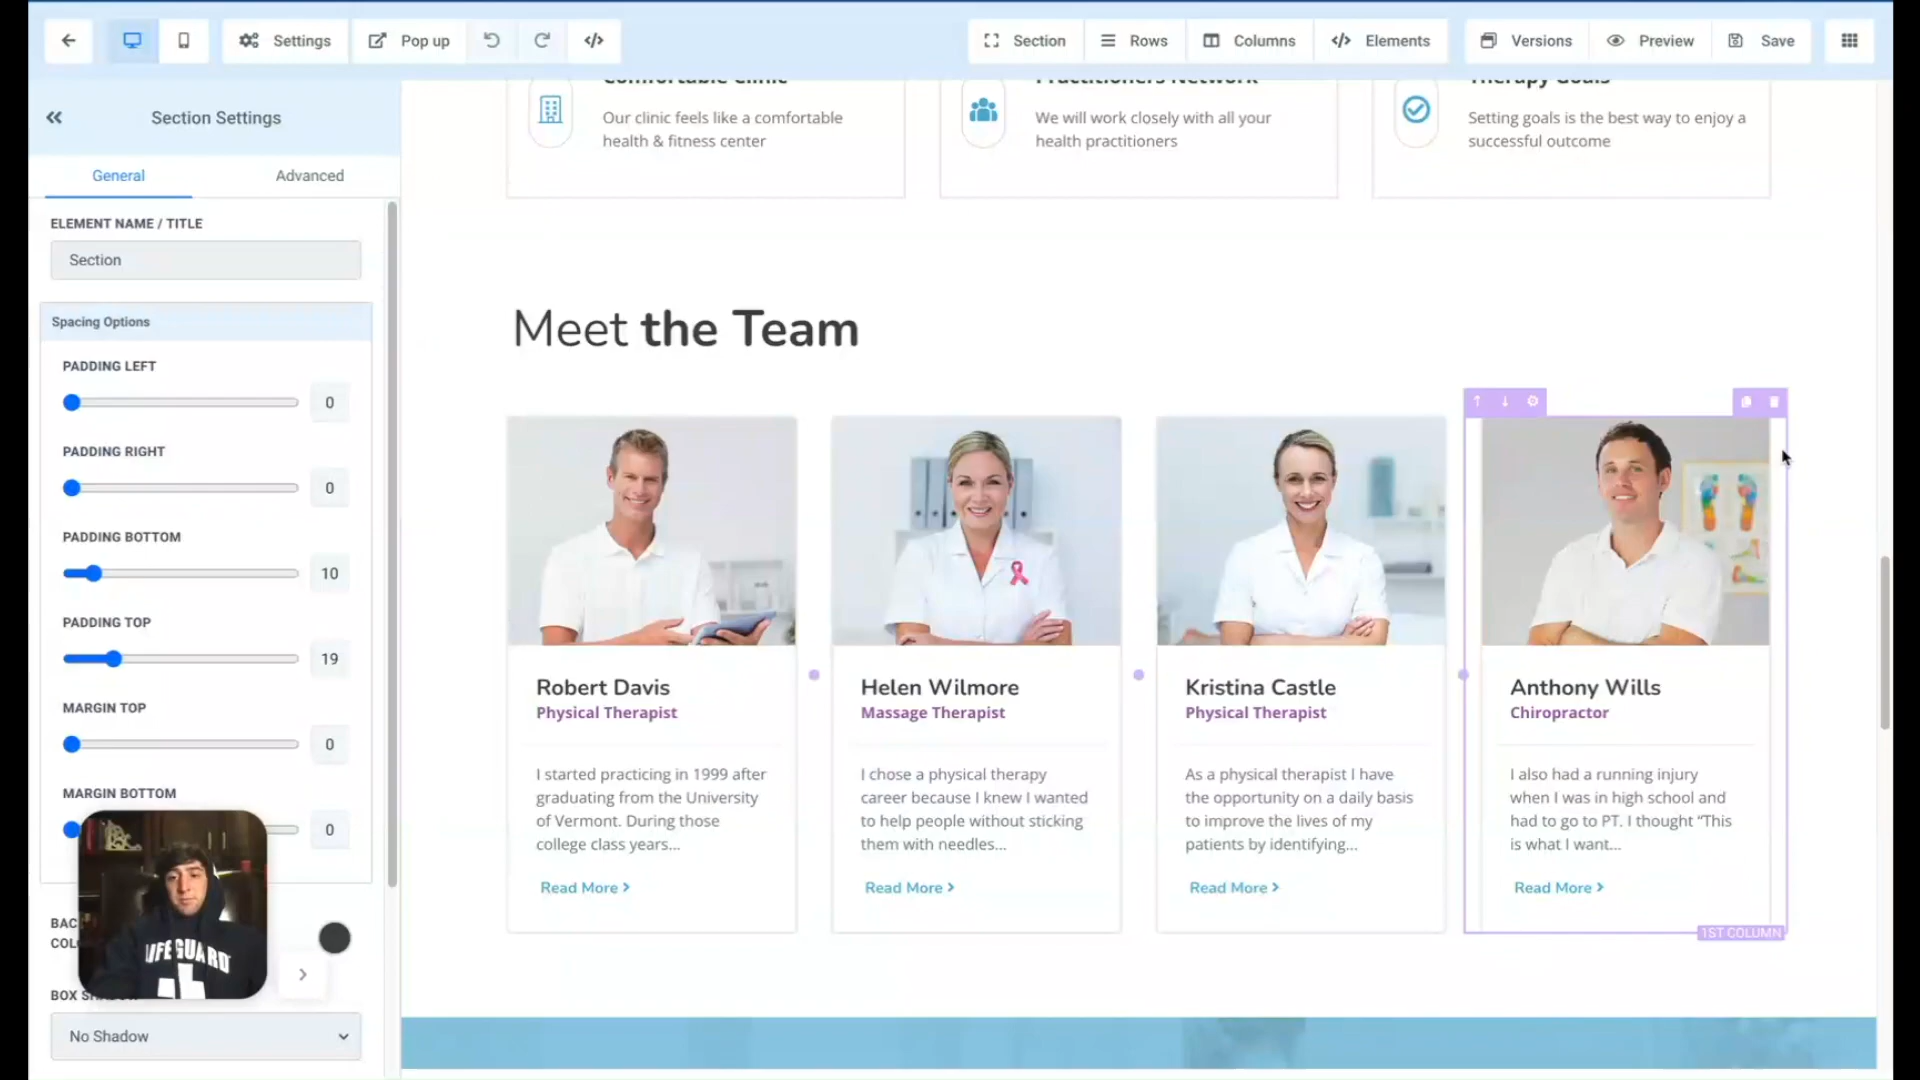 Settings
Pop up
Section
Rows
Columns
Elements
Versions
Preview
Save
Section Settings
General
Advanced
ELEMENT NAME / TITLE
Section
Spacing Options
PADDING LEFT
0
PADDING RIGHT
0
PADDING BOTTOM
10
PADDING TOP
19
MARGIN TOP
0
MARGIN BOTTOM
0
No Shadow
LIFEGUARD
Comfortable Clinic
Our clinic feels like a comfortable
health & fitness center
Practitioners Network
We will work closely with all your
health practitioners
Therapy Goals
Setting goals is the best way to enjoy a
successful outcome
Meet the Team
Robert Davis
Physical Therapist
I started practicing in 1999 after
graduating from the University
of Vermont. During those
college class years...
Read More
Helen Wilmore
Massage Therapist
I chose a physical therapy
career because I knew I wanted
to help people without sticking
them with needles...
Read More
Kristina Castle
Physical Therapist
As a physical therapist I have
the opportunity on a daily basis
to improve the lives of my
patients by identifying...
Read More
Anthony Wills
Chiropractor
I also had a running injury
when I was in high school and
had to go to PT. I thought “This
is what I want...
Read More
1ST COLUMN